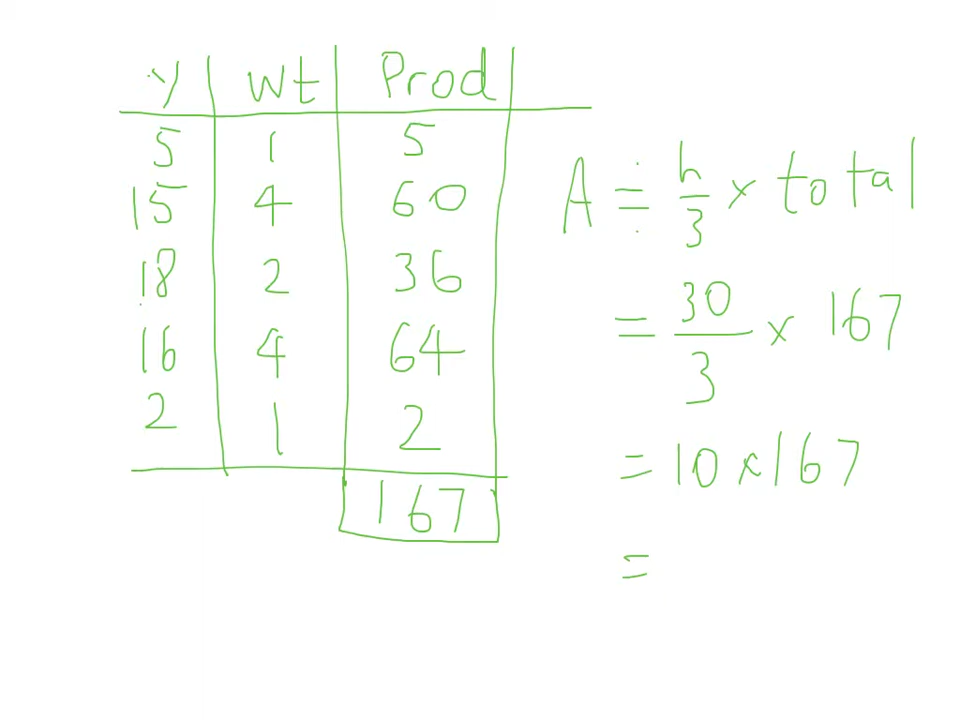 y Wt Prod
5 1 5
15 4 60
18 2 36
16 4 64
2 1 2
167
A ≑ h/3 × total
= 30/3 × 167
= 10 × 167
=